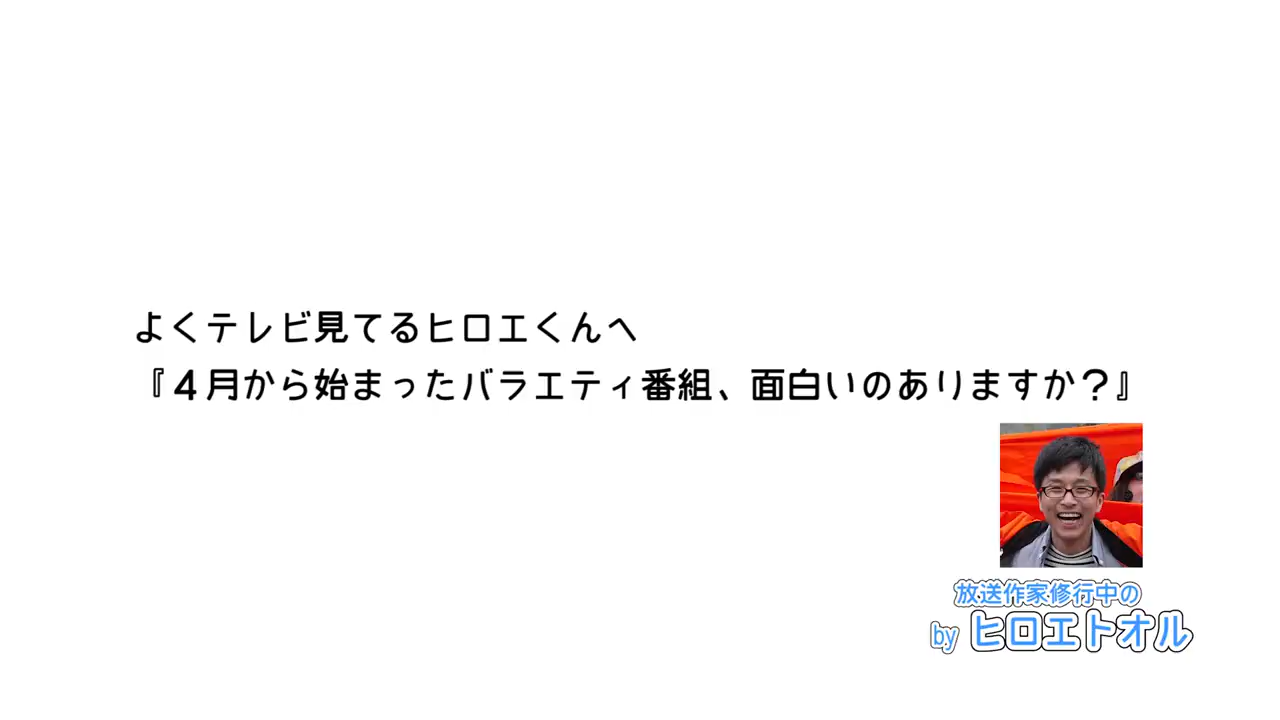 よくテレビ見てるヒロエくんへ
『４月から始まったバラエティ番組、面白いのありますか？』
放送作家修行中の
by ヒロエトオル